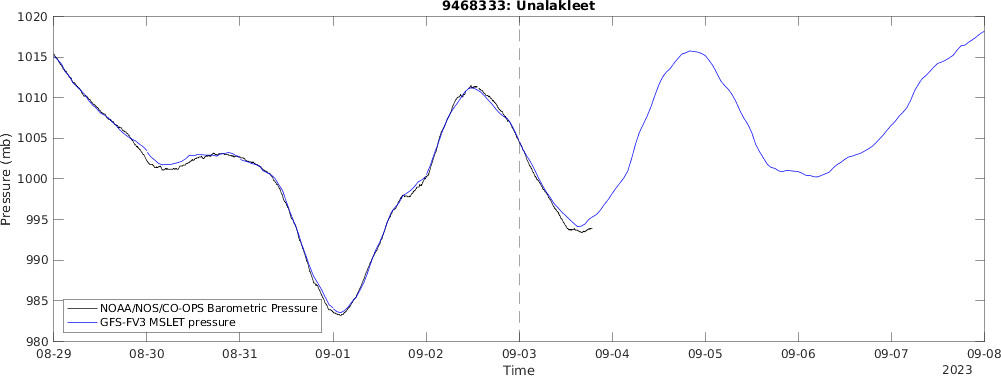 9468333: Unalakleet
1020
1015
1010
1005
1000
995
990
985
980
Pressure (mb)
NOAA/NOS/CO-OPS Barometric Pressure
GFS-FV3 MSLET pressure
08-29 08-30 08-31 09-01 09-02 09-03 09-04 09-05 09-06 09-07 09-08
Time
2023